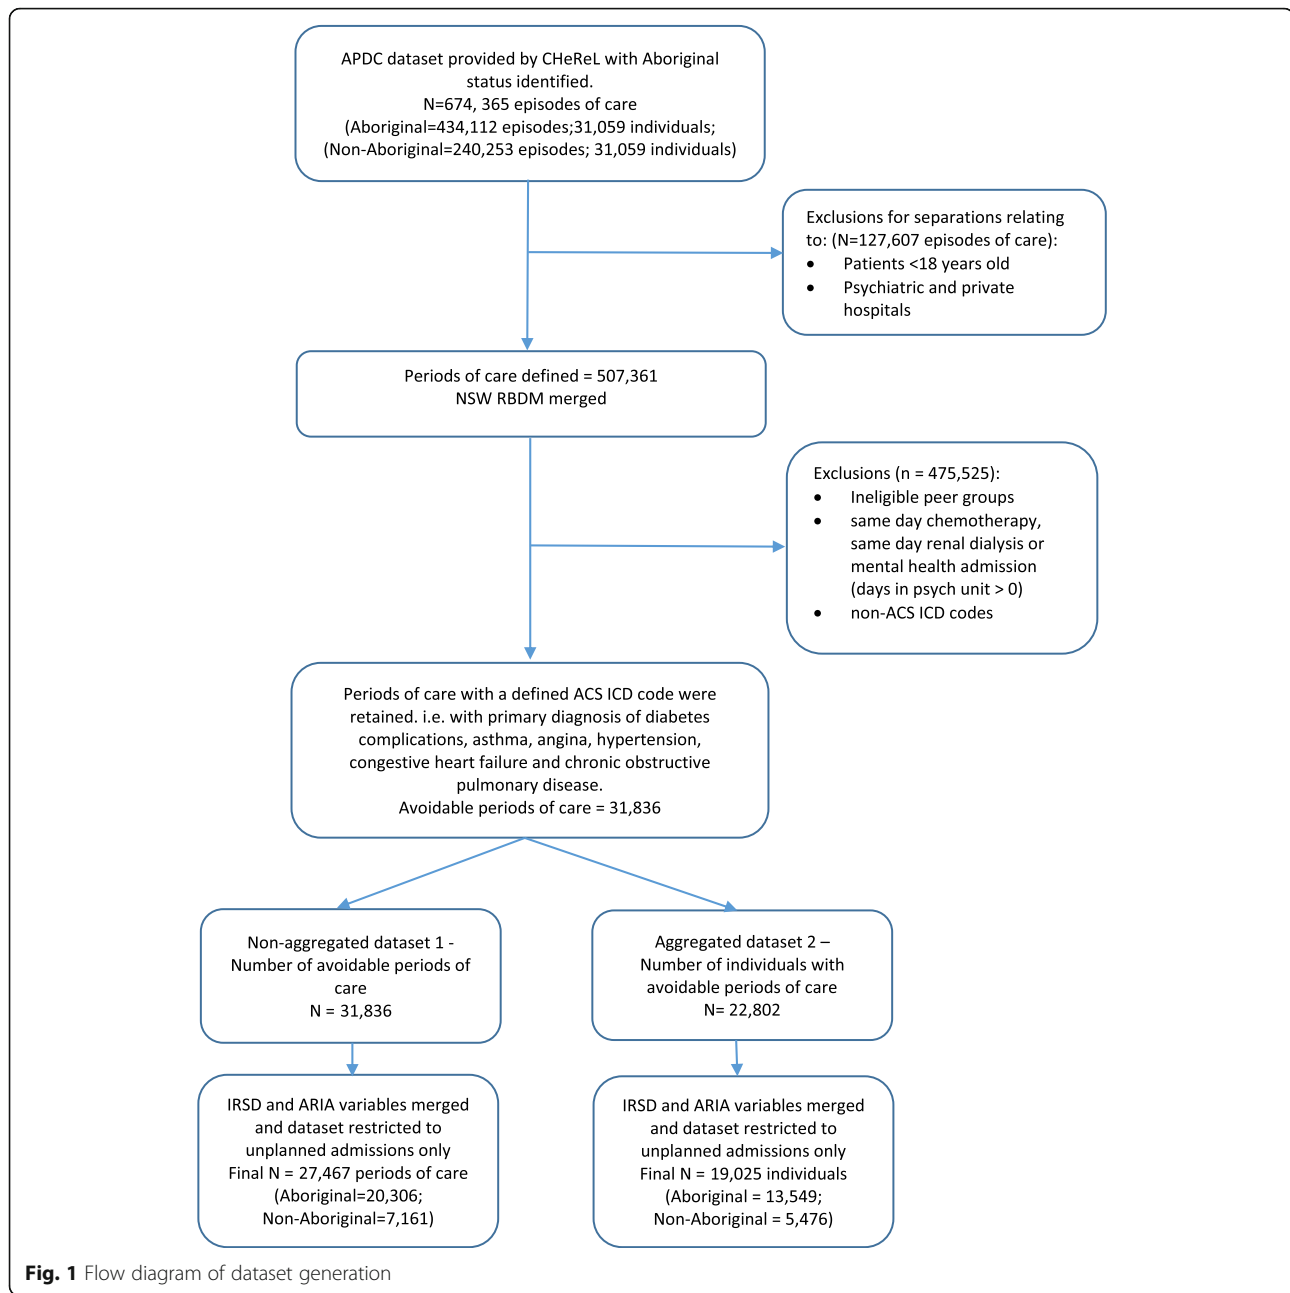 APDC dataset provided by CHeReL with Aboriginal
status identified.
N=674, 365 episodes of care
(Aboriginal=434,112 episodes;31,059 individuals;
(Non-Aboriginal=240,253 episodes; 31,059 individuals)
Exclusions for separations relating
to: (N=127,607 episodes of care):
• Patients <18 years old
• Psychiatric and private
hospitals
Periods of care defined = 507,361
NSW RBDM merged
Exclusions (n = 475,525):
• Ineligible peer groups
• same day chemotherapy,
same day renal dialysis or
mental health admission
(days in psych unit > 0)
• non-ACS ICD codes
Periods of care with a defined ACS ICD code were
retained. i.e. with primary diagnosis of diabetes
complications, asthma, angina, hypertension,
congestive heart failure and chronic obstructive
pulmonary disease.
Avoidable periods of care = 31,836
Non-aggregated dataset 1 -
Number of avoidable periods of
care
N = 31,836
Aggregated dataset 2 –
Number of individuals with
avoidable periods of care
N= 22,802
IRSD and ARIA variables merged
and dataset restricted to
unplanned admissions only
Final N = 27,467 periods of care
(Aboriginal=20,306;
Non-Aboriginal=7,161)
IRSD and ARIA variables merged
and dataset restricted to
unplanned admissions only
Final N = 19,025 individuals
(Aboriginal = 13,549;
Non-Aboriginal = 5,476)
Fig. 1 Flow diagram of dataset generation